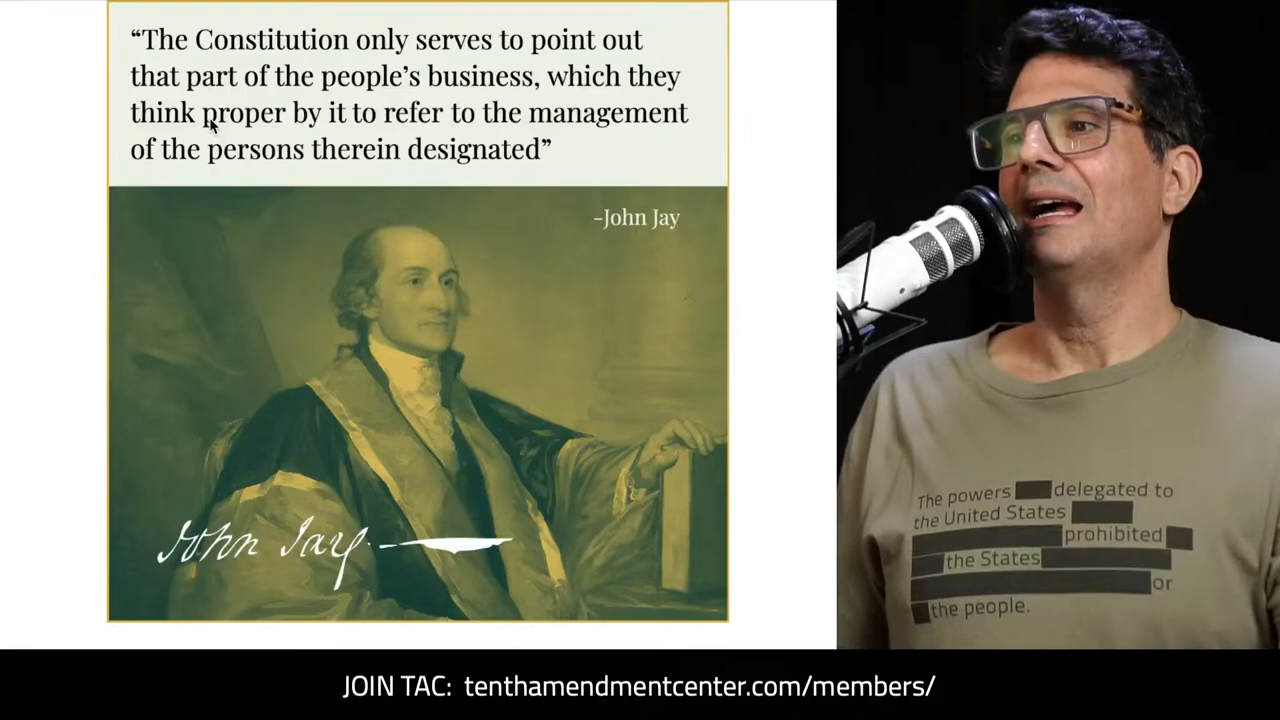 “The Constitution only serves to point out
that part of the people’s business, which they
think proper by it to refer to the management
of the persons therein designated”
-John Jay
John Jay
The powers delegated to
the United States
prohibited
the States
or
the people.
JOIN TAC: tenthamendmentcenter.com/members/